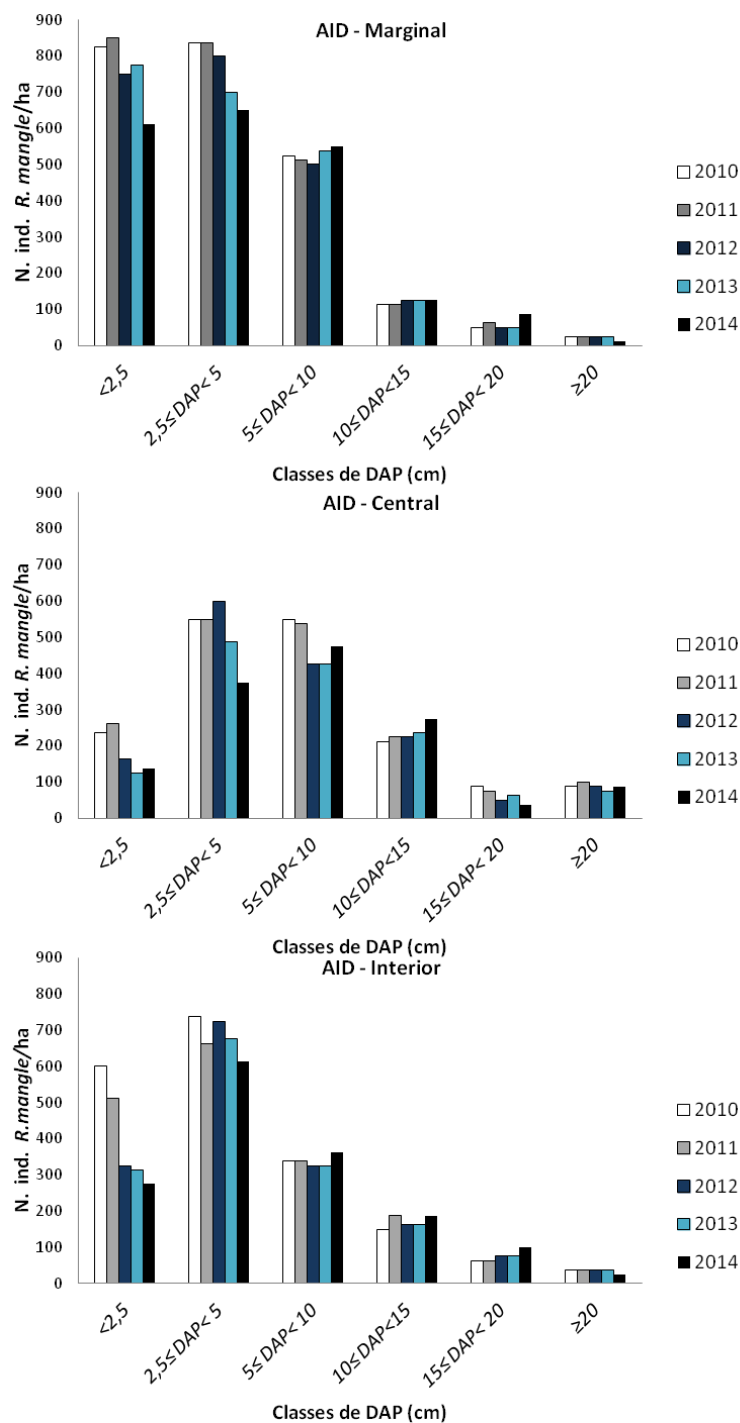 AID - Marginal
N. ind. R. mangle/ha
900
800
700
600
500
400
300
200
100
0
<2,5
2,5≤ DAP< 5
5≤ DAP< 10
10≤ DAP<15
15≤ DAP< 20
≥20
Classes de DAP (cm)
2010
2011
2012
2013
2014
AID - Central
N. ind. R. mangle/ha
900
800
700
600
500
400
300
200
100
0
<2,5
2,5≤ DAP< 5
5≤ DAP< 10
10≤ DAP<15
15≤ DAP< 20
≥20
Classes de DAP (cm)
2010
2011
2012
2013
2014
AID - Interior
N. ind. R.mangle/ha
900
800
700
600
500
400
300
200
100
0
<2,5
2,5≤ DAP< 5
5≤ DAP< 10
10≤ DAP<15
15≤ DAP< 20
≥20
Classes de DAP (cm)
2010
2011
2012
2013
2014